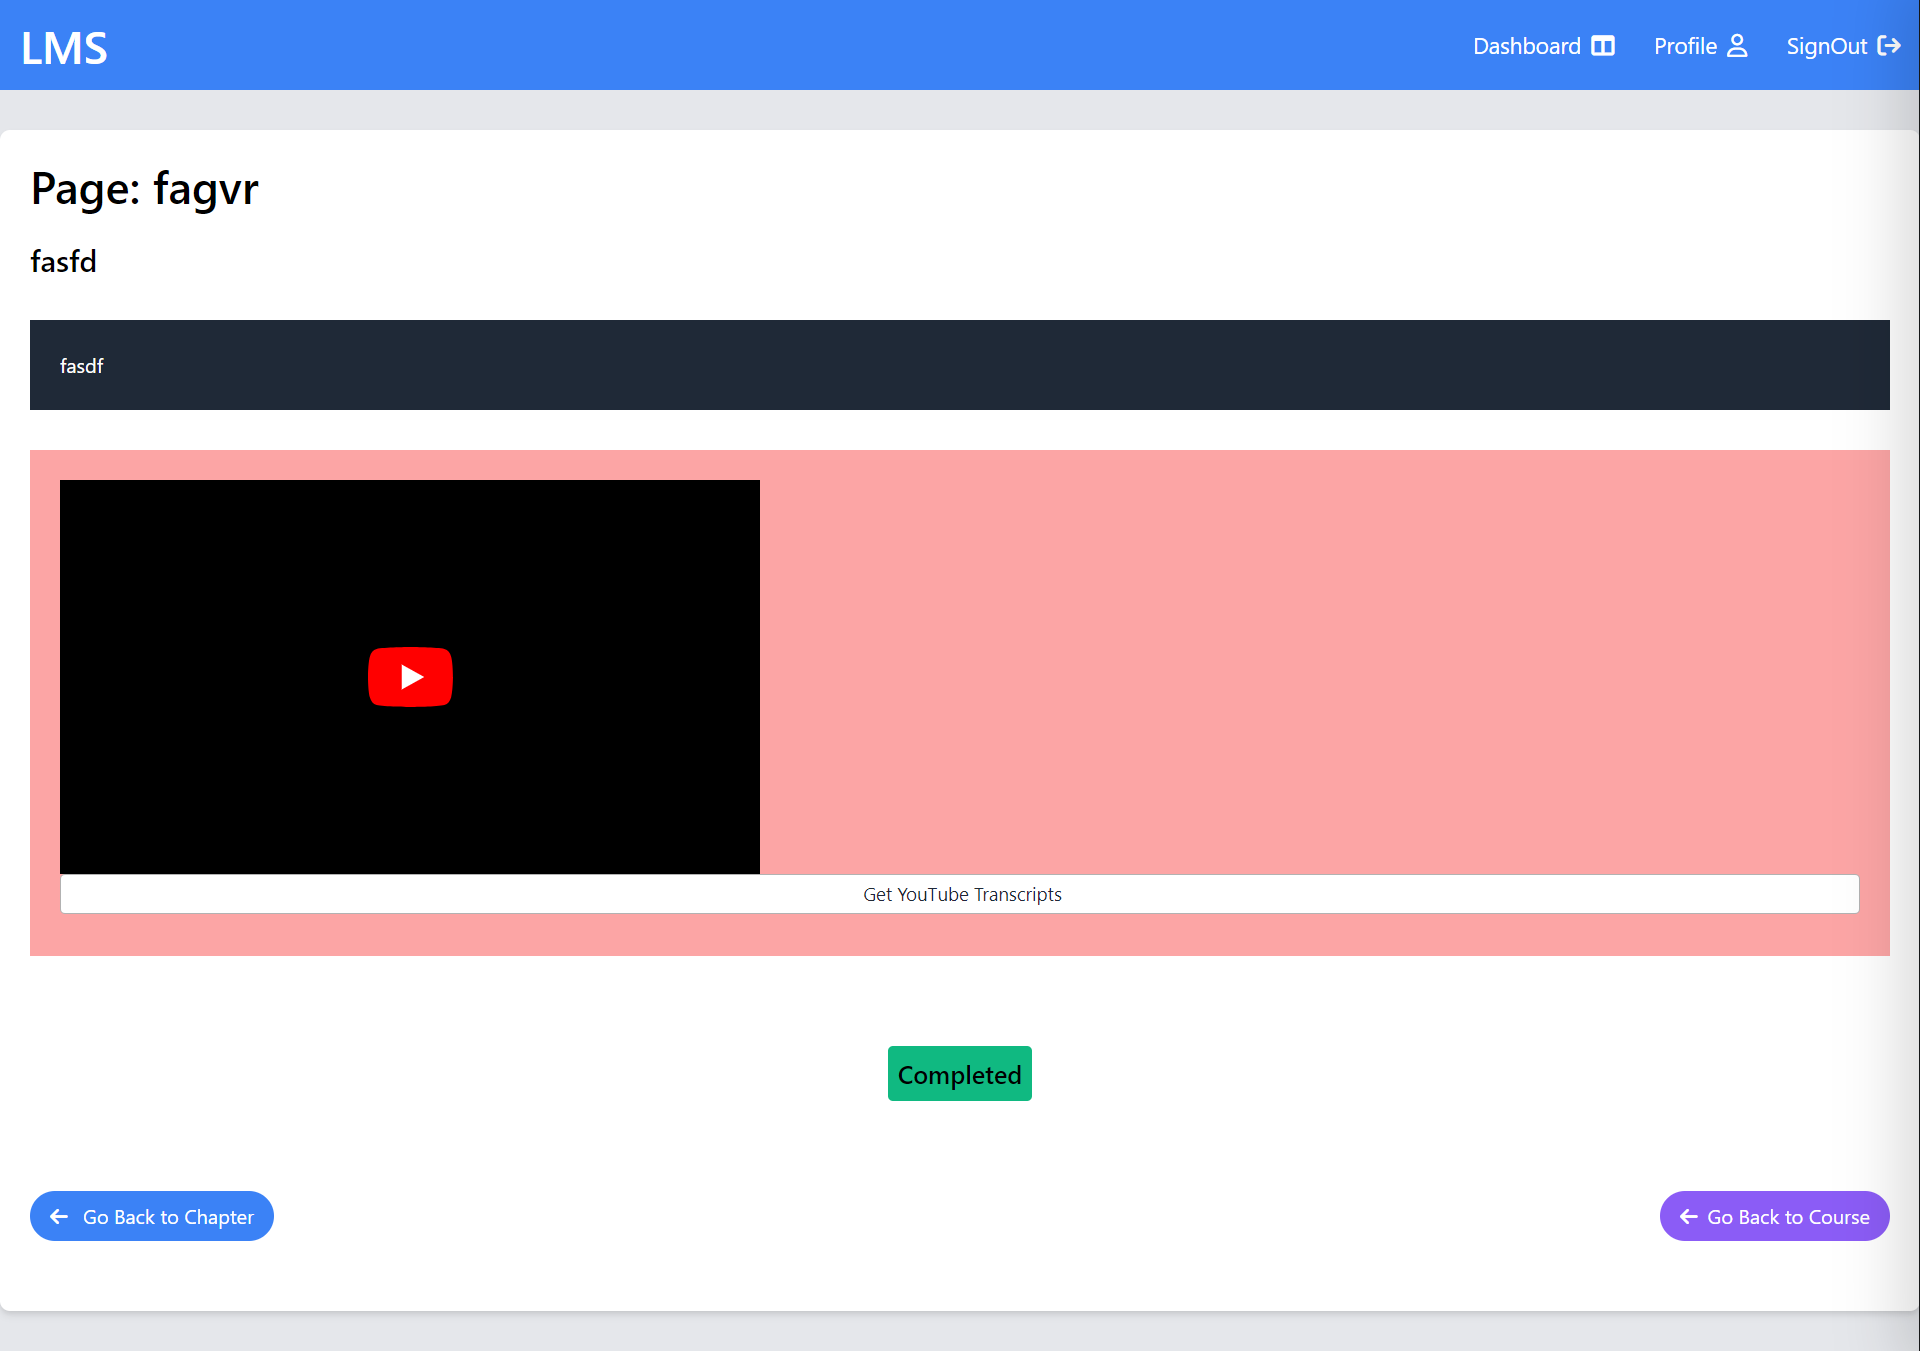 LMS
Dashboard Profile SignOut
Page: fagvr
fasfd
fasdf
Get YouTube Transcripts
Completed
Go Back to Chapter
Go Back to Course